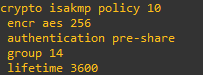 crypto isakmp policy 10
encr aes 256
authentication pre-share
group 14
lifetime 3600